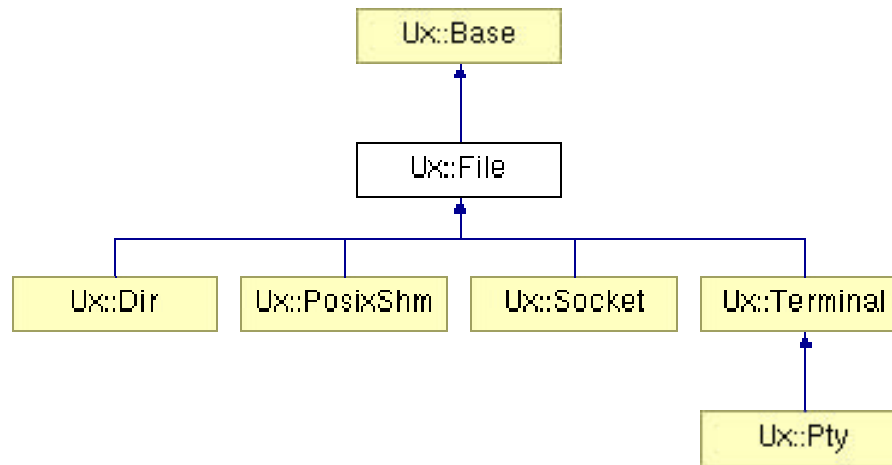 Ux::Base
Ux::File
Ux::Dir
Ux::PosixShm
Ux::Socket
Ux::Terminal
Ux::Pty